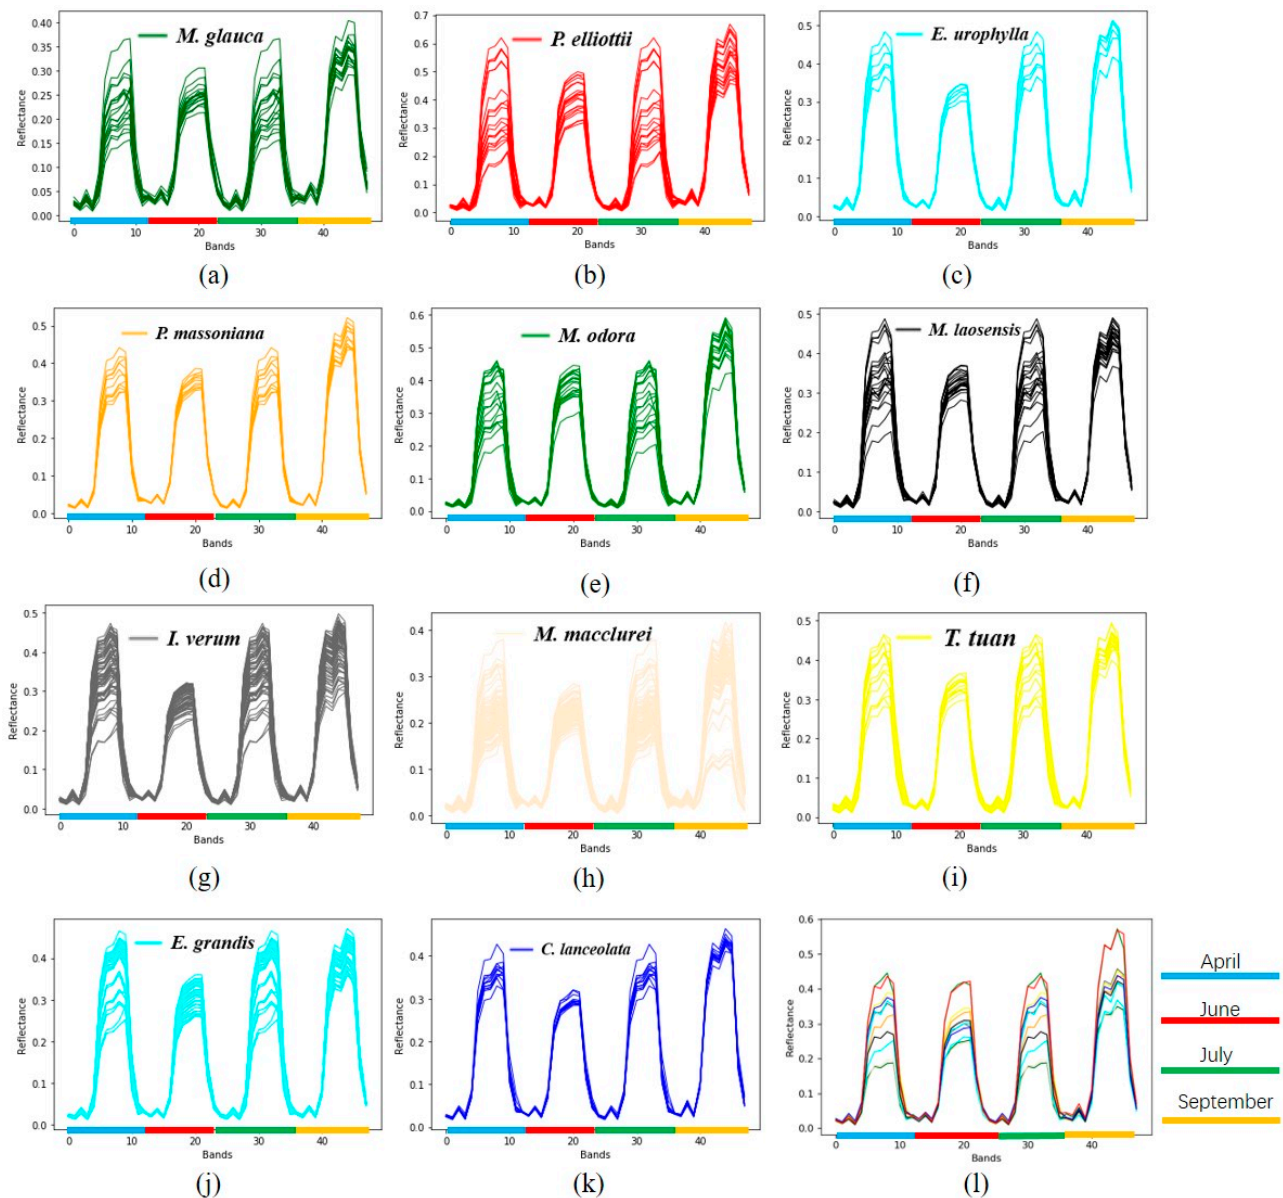 M. glauca
0.40
0.35
0.30
0.25
0.20
0.15
0.10
0.05
0.00
Reflectance
0 10 20 30 40
Bands
(a)
P. elliottii
0.7
0.6
0.5
0.4
0.3
0.2
0.1
0.0
Reflectance
0 10 20 30 40
Bands
(b)
E. urophylla
0.5
0.4
0.3
0.2
0.1
0.0
Reflectance
0 10 20 30 40
Bands
(c)
P. massoniana
0.5
0.4
0.3
0.2
0.1
0.0
Reflectance
0 10 20 30 40
Bands
(d)
M. odora
0.6
0.5
0.4
0.3
0.2
0.1
0.0
Reflectance
0 10 20 30 40
Bands
(e)
M. laosensis
0.5
0.4
0.3
0.2
0.1
0.0
Reflectance
0 10 20 30 40
Bands
(f)
I. verum
0.5
0.4
0.3
0.2
0.1
0.0
Reflectance
0 10 20 30 40
Bands
(g)
M. macclurei
0.4
0.3
0.2
0.1
0.0
Reflectance
0 10 20 30 40
Bands
(h)
T. tuan
0.5
0.4
0.3
0.2
0.1
0.0
Reflectance
0 10 20 30 40
Bands
(i)
E. grandis
0.4
0.3
0.2
0.1
0.0
Reflectance
0 10 20 30 40
Bands
(j)
C. lanceolata
0.4
0.3
0.2
0.1
0.0
Reflectance
0 10 20 30 40
Bands
(k)
0.6
0.5
0.4
0.3
0.2
0.1
0.0
Reflectance
0 10 20 30 40
Bands
(l)
April
June
July
September